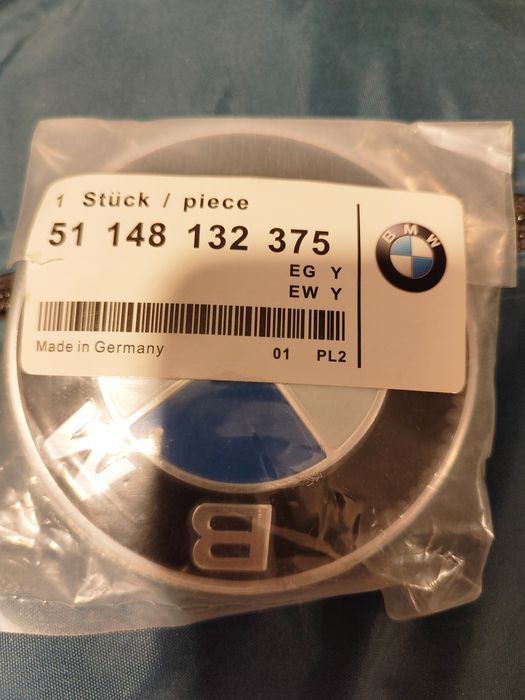 1 Stück / piece
51 148 132 375
EG Y
EW Y
Made in Germany 01 PL2
BMW
M
B